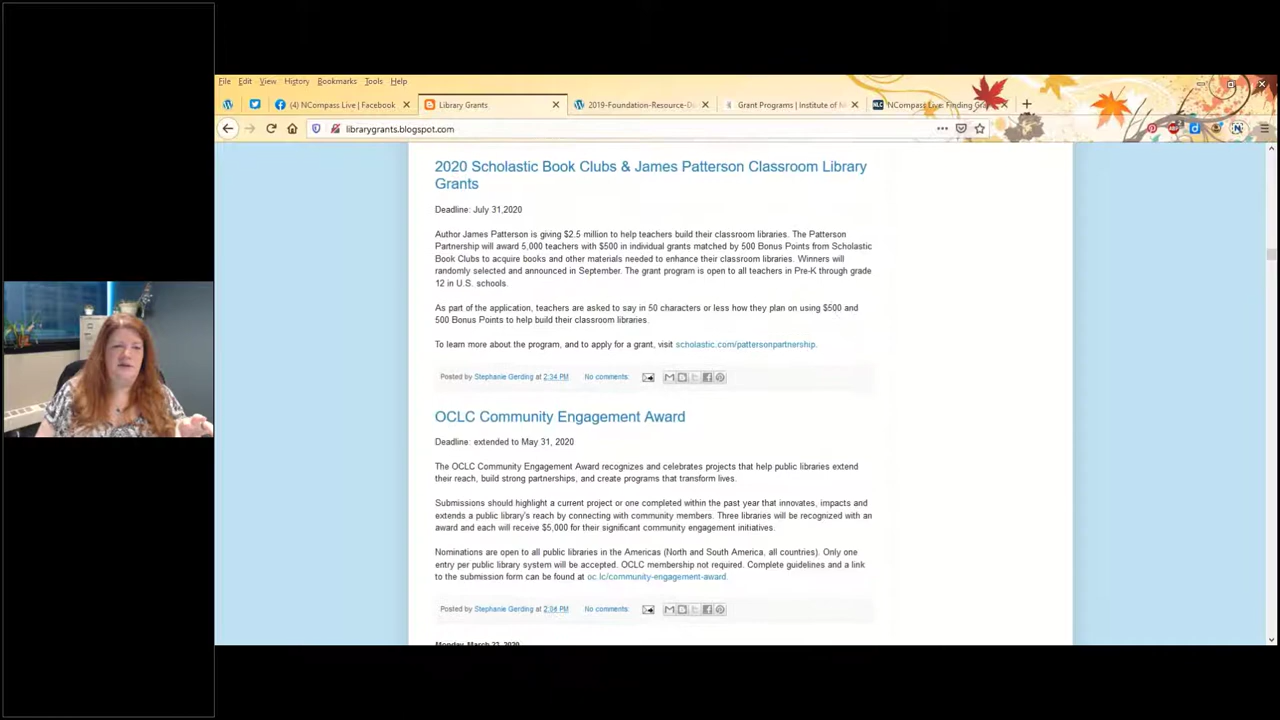 File Edit View History Bookmarks Tools Help
(4) NCompass Live | Facebook
Library Grants
2019-Foundation-Resource-D
Grant Programs | Institute of M
NCompass Live: Finding Gra
librarygrants.blogspot.com
2020 Scholastic Book Clubs & James Patterson Classroom Library
Grants
Deadline: July 31,2020
Author James Patterson is giving $2.5 million to help teachers build their classroom libraries. The Patterson
Partnership will award 5,000 teachers with $500 in individual grants matched by 500 Bonus Points from Scholastic
Book Clubs to acquire books and other materials needed to enhance their classroom libraries. Winners will
randomly selected and announced in September. The grant program is open to all teachers in Pre-K through grade
12 in U.S. schools.
As part of the application, teachers are asked to say in 50 characters or less how they plan on using $500 and
500 Bonus Points to help build their classroom libraries.
To learn more about the program, and to apply for a grant, visit scholastic.com/pattersonpartnership.
Posted by Stephanie Gerding at 2:34 PM No comments:
OCLC Community Engagement Award
Deadline: extended to May 31, 2020
The OCLC Community Engagement Award recognizes and celebrates projects that help public libraries extend
their reach, build strong partnerships, and create programs that transform lives.
Submissions should highlight a current project or one completed within the past year that innovates, impacts and
extends a public library's reach by connecting with community members. Three libraries will be recognized with an
award and each will receive $5,000 for their significant community engagement initiatives.
Nominations are open to all public libraries in the Americas (North and South America, all countries). Only one
entry per public library system will be accepted. OCLC membership not required. Complete guidelines and a link
to the submission form can be found at oc.lc/community-engagement-award.
Posted by Stephanie Gerding at 2:04 PM No comments:
Monday, March 23, 2020